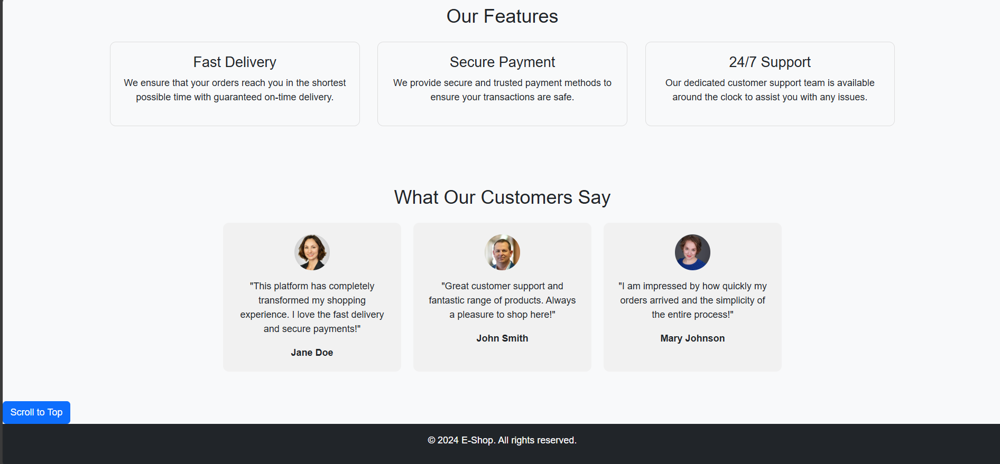 Our Features
Fast Delivery
We ensure that your orders reach you in the shortest
possible time with guaranteed on-time delivery.
Secure Payment
We provide secure and trusted payment methods to
ensure your transactions are safe.
24/7 Support
Our dedicated customer support team is available
around the clock to assist you with any issues.
What Our Customers Say
"This platform has completely
transformed my shopping
experience. I love the fast delivery
and secure payments!"
Jane Doe
"Great customer support and
fantastic range of products. Always
a pleasure to shop here!"
John Smith
"I am impressed by how quickly my
orders arrived and the simplicity of
the entire process!"
Mary Johnson
Scroll to Top
© 2024 E-Shop. All rights reserved.